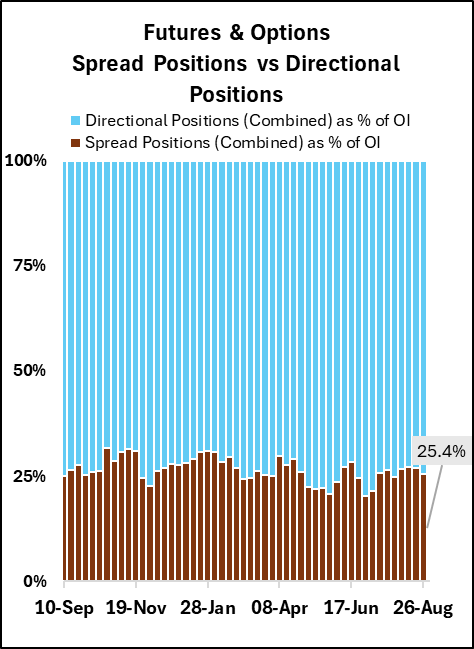 Futures & Options
Spread Positions vs Directional
Positions
Directional Positions (Combined) as % of OI
Spread Positions (Combined) as % of OI
100%
75%
50%
25.4%
25%
0%
10-Sep 19-Nov 28-Jan 08-Apr 17-Jun 26-Aug